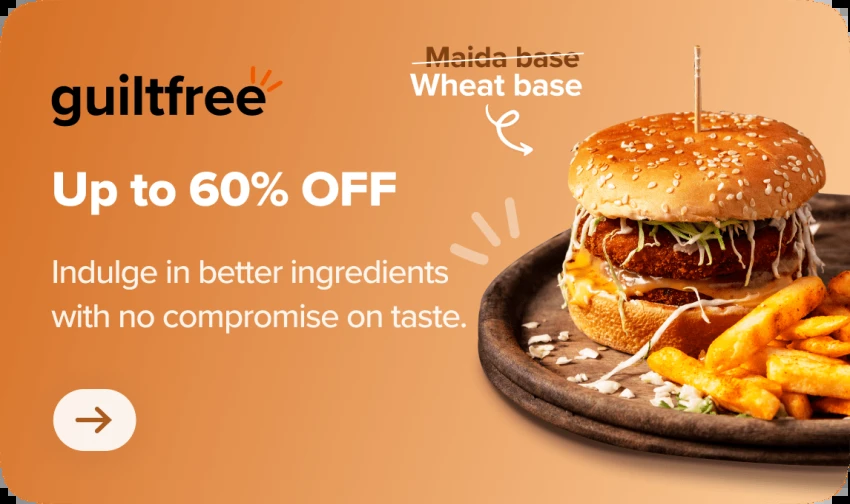 guiltfree
Maida base
Wheat base
Up to 60% OFF
Indulge in better ingredients
with no compromise on taste.